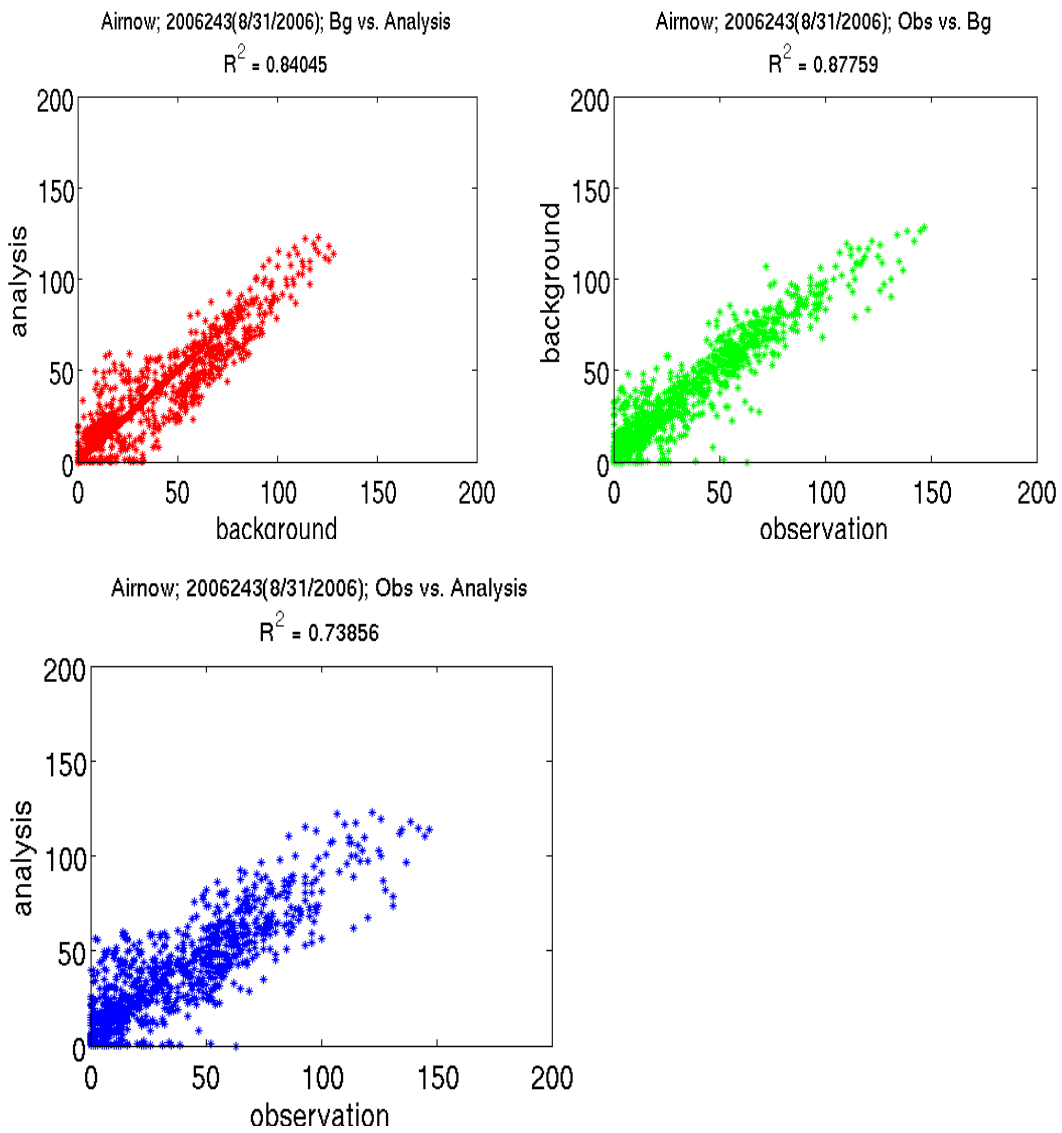 Airnow; 2006243(8/31/2006); Bg vs. Analysis
R² = 0.84045
200
150
100
50
0
analysis
0 50 100 150 200
background
Airnow; 2006243(8/31/2006); Obs vs. Bg
R² = 0.87759
200
150
100
50
0
background
0 50 100 150 200
observation
Airnow; 2006243(8/31/2006); Obs vs. Analysis
R² = 0.73856
200
150
100
50
0
analysis
0 50 100 150 200
observation